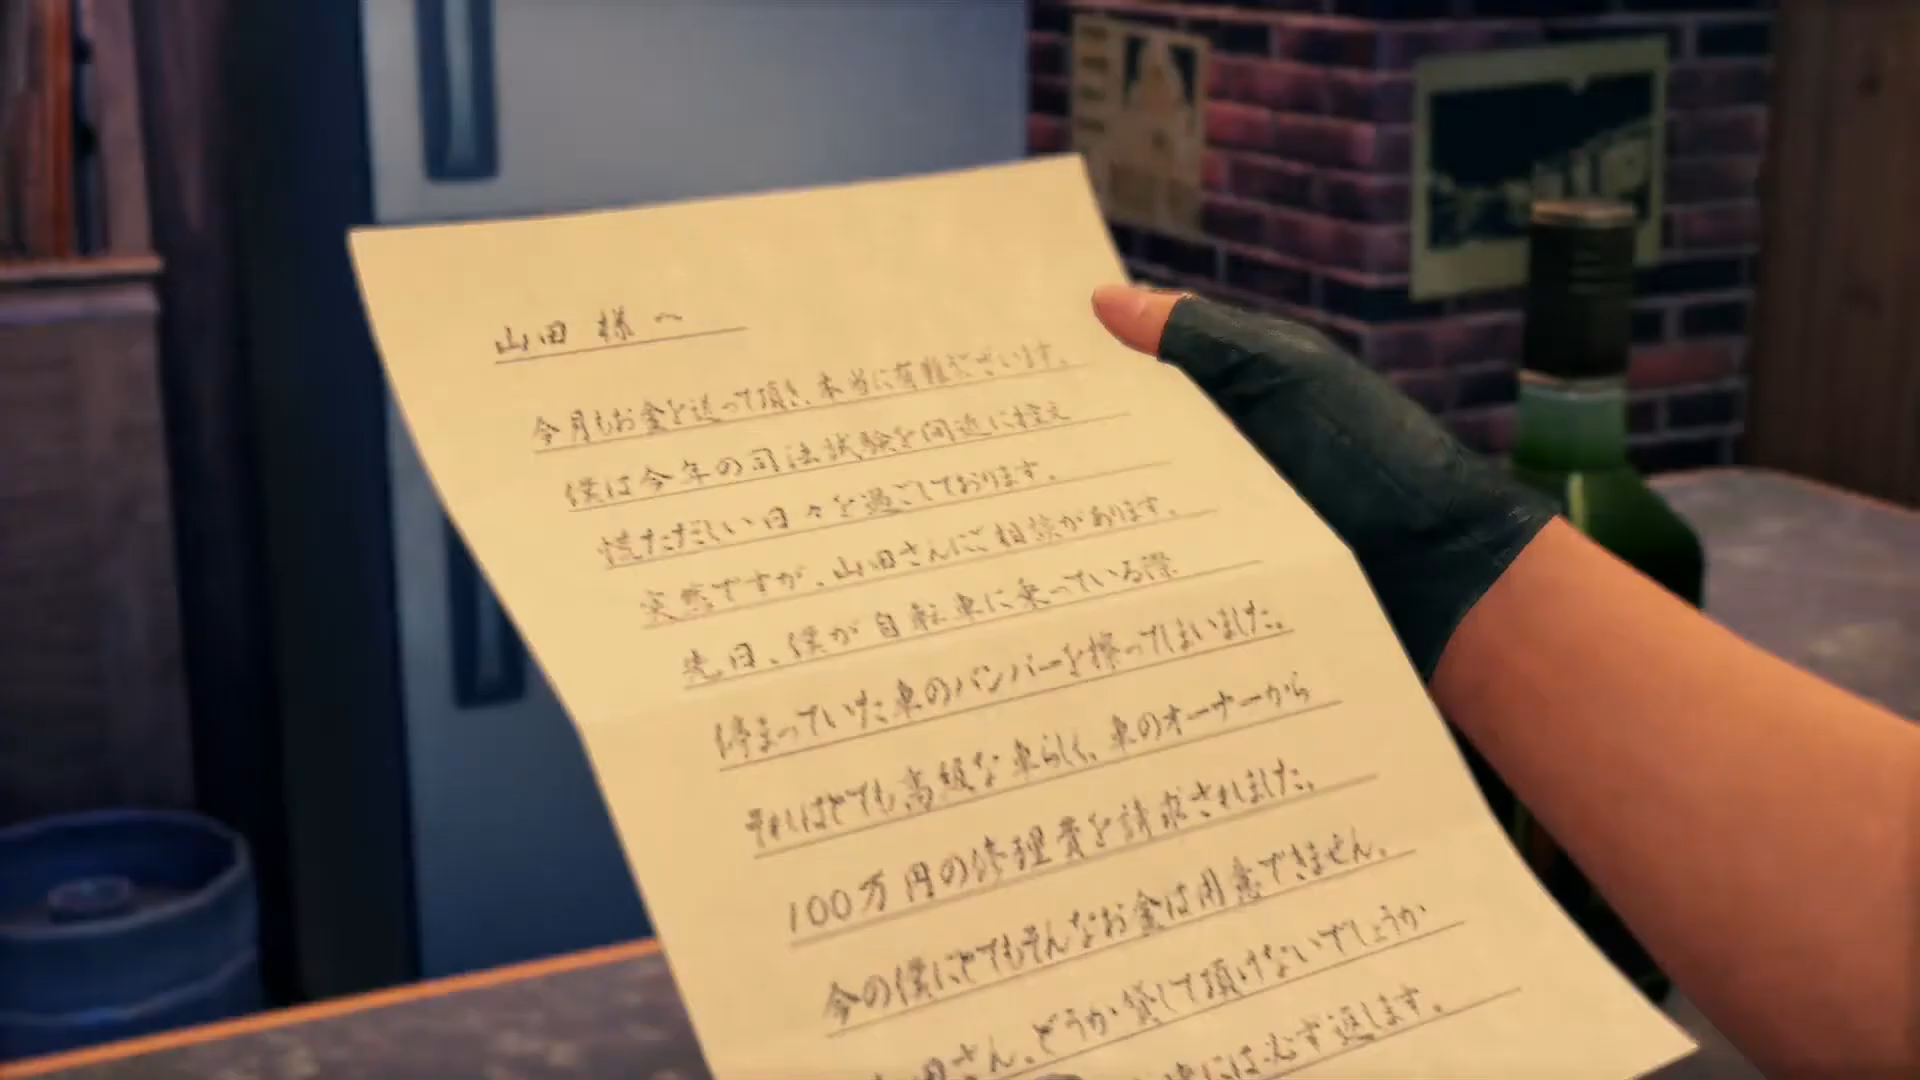 山田 様へ
今月もお金を送って頂き、本当に有難うございます。
僕は今年の司法試験を間近に控え
慌ただしい日々を過ごしております。
突然ですが、山田さんにご相談があります。
先日、僕が自転車に乗っている際
停まっていた車のバンパーを擦ってしまいました。
それはとても高級な車らしく、車のオーナーから
100万円の修理費を請求されました。
今の僕にとてもそんなお金は用意できません。
田さん、どうか貸して頂けないでしょうか
には必ず返します。